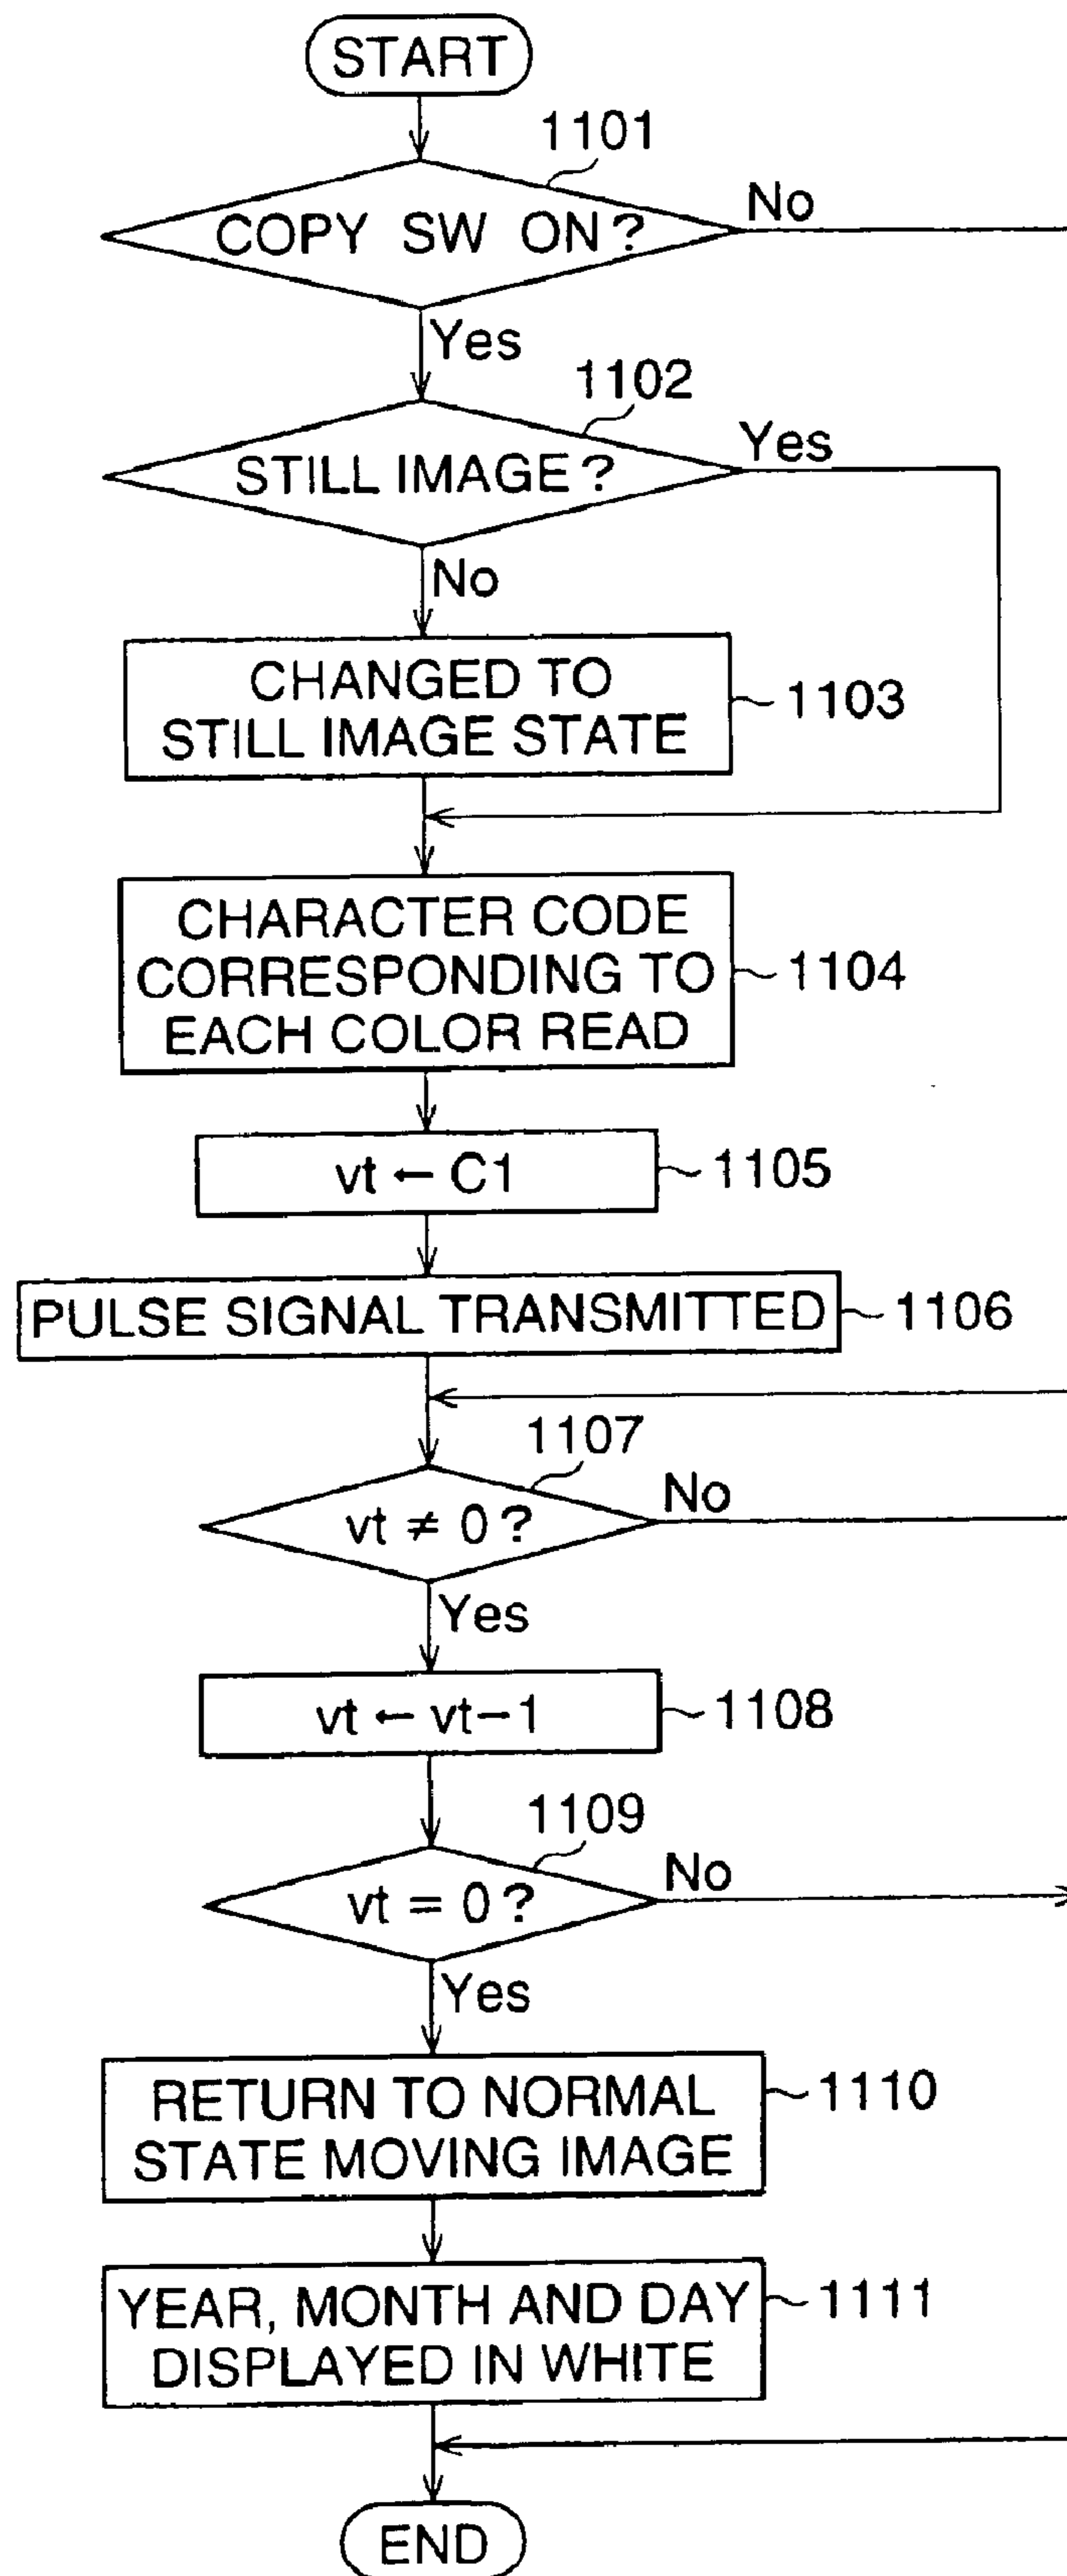 START
1101
COPY SW ON?
No
Yes
1102
STILL IMAGE?
Yes
No
CHANGED TO
STILL IMAGE STATE
1103
CHARACTER CODE
CORRESPONDING TO
EACH COLOR READ
1104
vt ← C1
1105
PULSE SIGNAL TRANSMITTED
1106
1107
vt ≠ 0?
No
Yes
vt ← vt−1
1108
1109
vt = 0?
No
Yes
RETURN TO NORMAL
STATE MOVING IMAGE
1110
YEAR, MONTH AND DAY
DISPLAYED IN WHITE
1111
END